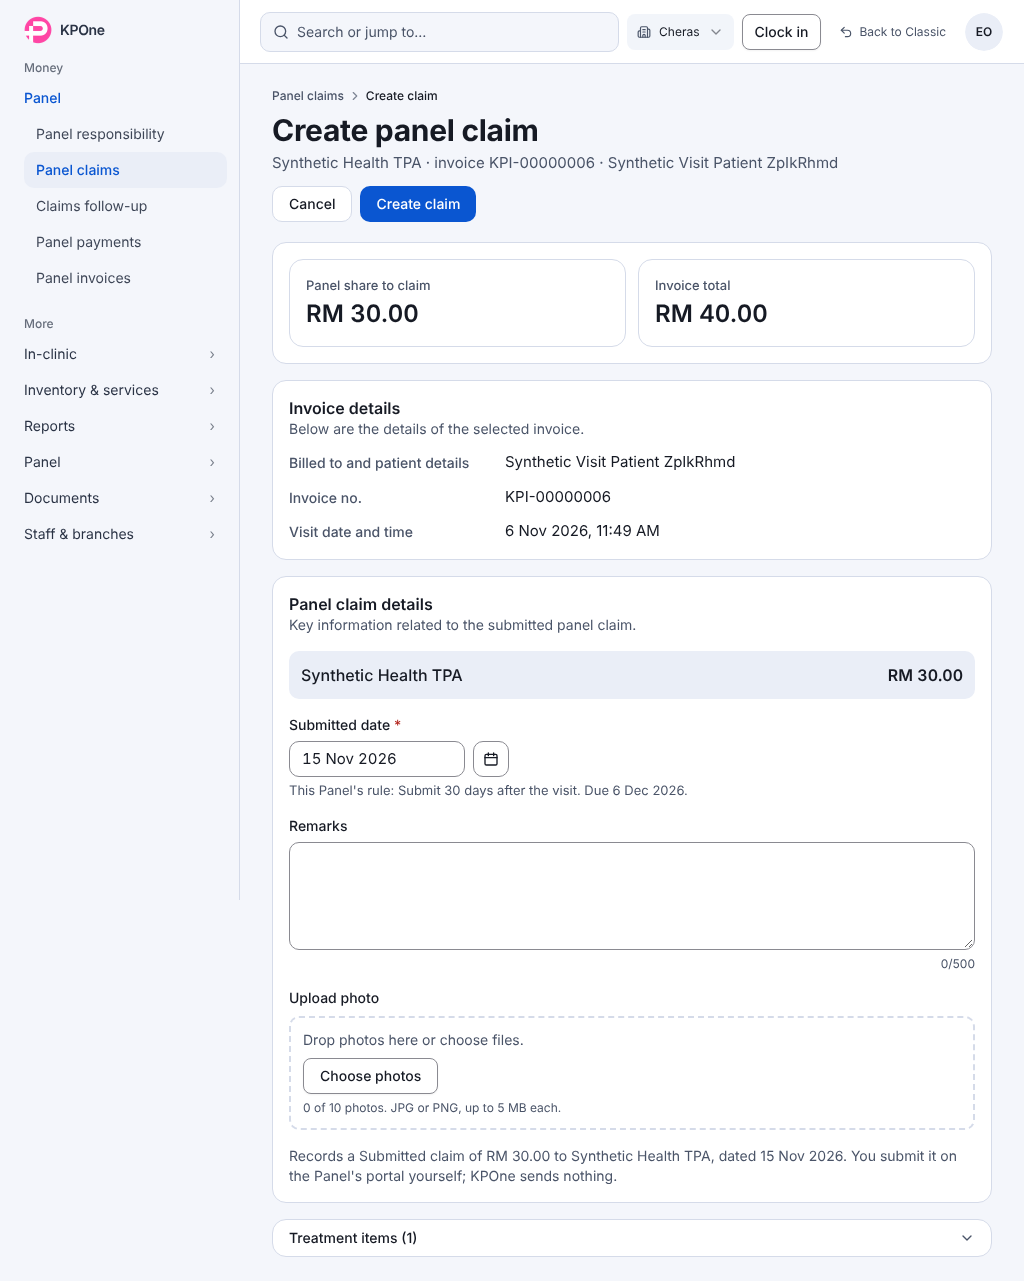 KPOne
Money
Panel
Panel responsibility
Panel claims
Claims follow-up
Panel payments
Panel invoices
More
In-clinic
Inventory & services
Reports
Panel
Documents
Staff & branches
Search or jump to...
Cheras
Clock in
Back to Classic
EO
Panel claims > Create claim
Create panel claim
Synthetic Health TPA · invoice KPI-00000006 · Synthetic Visit Patient ZpIkRhmd
Cancel
Create claim
Panel share to claim
RM 30.00
Invoice total
RM 40.00
Invoice details
Below are the details of the selected invoice.
Billed to and patient details Synthetic Visit Patient ZpIkRhmd
Invoice no. KPI-00000006
Visit date and time 6 Nov 2026, 11:49 AM
Panel claim details
Key information related to the submitted panel claim.
Synthetic Health TPA RM 30.00
Submitted date *
15 Nov 2026
This Panel's rule: Submit 30 days after the visit. Due 6 Dec 2026.
Remarks
0/500
Upload photo
Drop photos here or choose files.
Choose photos
0 of 10 photos. JPG or PNG, up to 5 MB each.
Records a Submitted claim of RM 30.00 to Synthetic Health TPA, dated 15 Nov 2026. You submit it on
the Panel's portal yourself; KPOne sends nothing.
Treatment items (1)